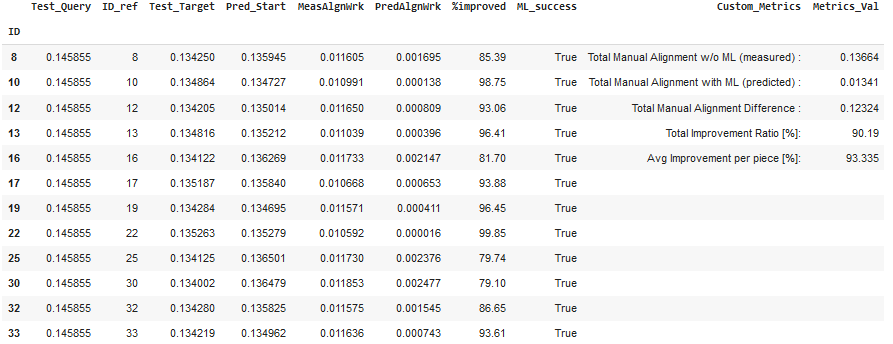 Test_Query ID_ref Test_Target Pred_Start MeasAlgnWrk PredAlgnWrk %improved ML_success Custom_Metrics Metrics_Val
ID
8 0.145855 8 0.134250 0.135945 0.011605 0.001695 85.39 True Total Manual Alignment w/o ML (measured) : 0.13664
10 0.145855 10 0.134864 0.134727 0.010991 0.000138 98.75 True Total Manual Alignment with ML (predicted) : 0.01341
12 0.145855 12 0.134205 0.135014 0.011650 0.000809 93.06 True Total Manual Alignment Difference : 0.12324
13 0.145855 13 0.134816 0.135212 0.011039 0.000396 96.41 True Total Improvement Ratio [%]: 90.19
16 0.145855 16 0.134122 0.136269 0.011733 0.002147 81.70 True Avg Improvement per piece [%]: 93.335
17 0.145855 17 0.135187 0.135840 0.010668 0.000653 93.88 True
19 0.145855 19 0.134284 0.134695 0.011571 0.000411 96.45 True
22 0.145855 22 0.135263 0.135279 0.010592 0.000016 99.85 True
25 0.145855 25 0.134125 0.136501 0.011730 0.002376 79.74 True
30 0.145855 30 0.134002 0.136479 0.011853 0.002477 79.10 True
32 0.145855 32 0.134280 0.135825 0.011575 0.001545 86.65 True
33 0.145855 33 0.134219 0.134962 0.011636 0.000743 93.61 True